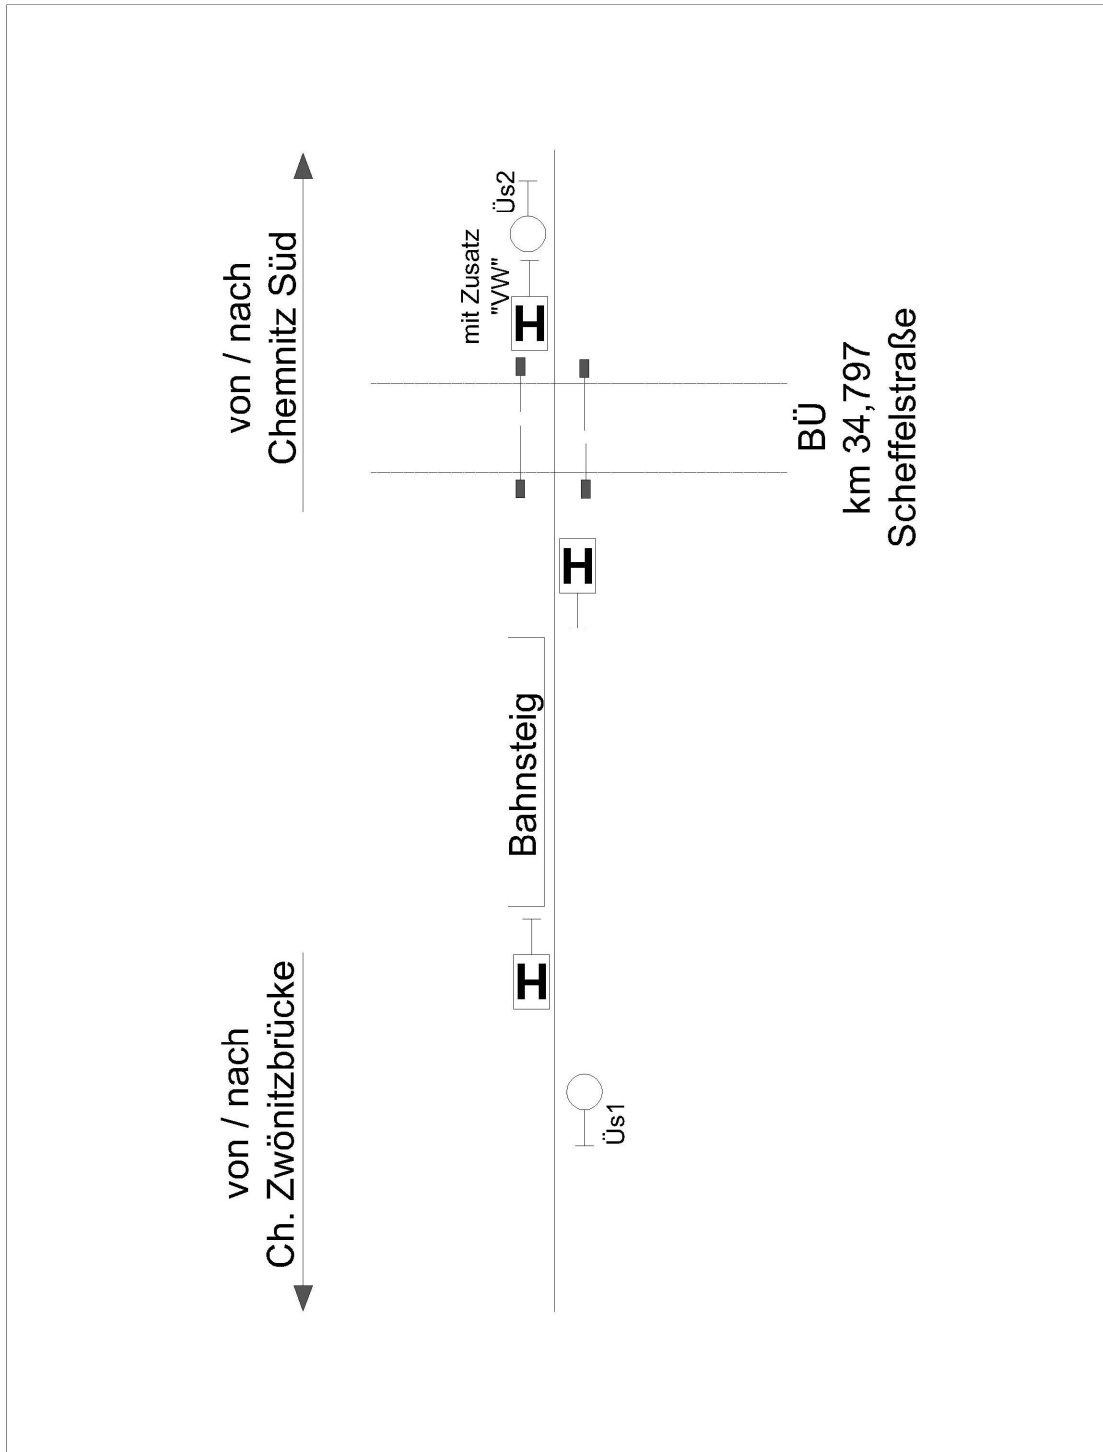 von / nach
Ch. Zwönitzbrücke
von / nach
Chemnitz Süd
mit Zusatz
"VW"
Üs2
H
Bahnsteig
H
H
Üs1
BÜ
km 34,797
Scheffelstraße